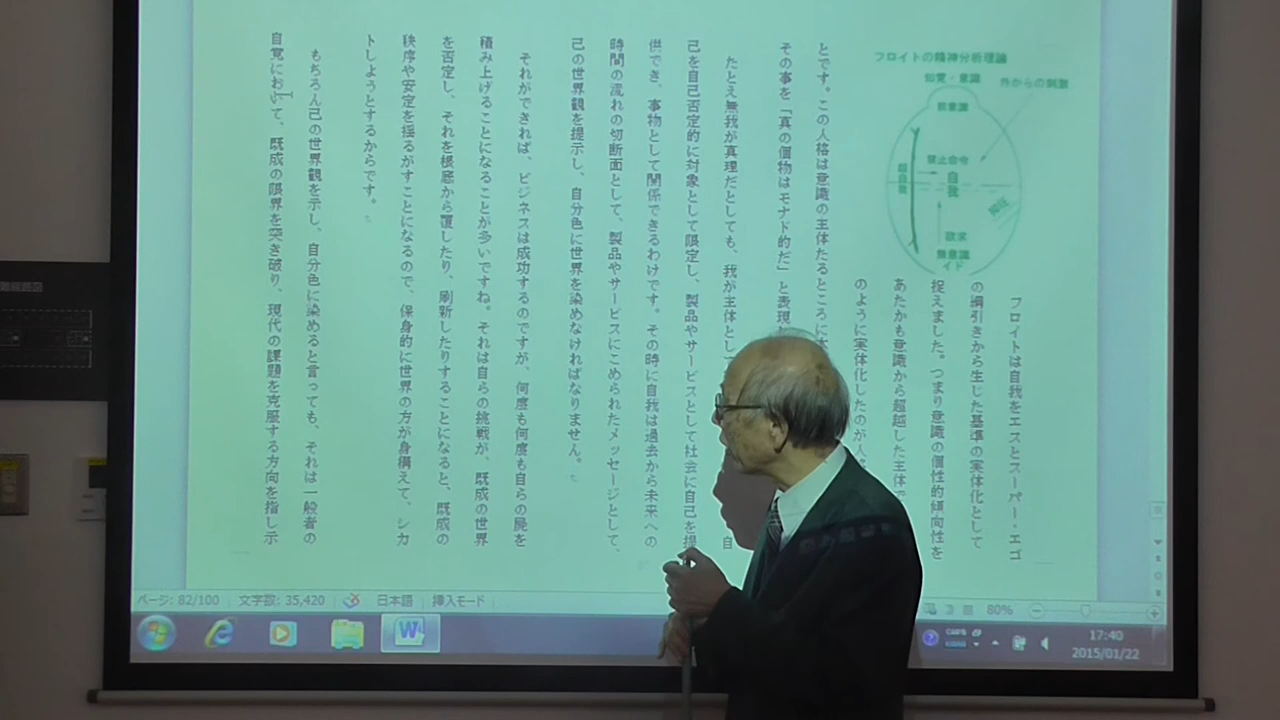 フロイトの精神分析理論
知覚・意識
外からの刺激
前意識
禁止命令
自我
超自我
抑圧
欲求
無意識
イド
フロイトは自我をエスとスーパー・エゴ
の綱引きから生じた基準の実体化として
捉えました。つまり意識の個性的傾向性を
あたかも意識から超越した主体で
のように実体化したのが人
とです。この人格は意識の主体たるところに
その事を「真の個物はモナド的だ」と表現
たとえ無我が真理だとしても、我が主体として
自
己を自己否定的に対象として限定し、製品やサービスとして社会に自己を提
供でき、事物として関係できるわけです。その時に自我は過去から未来への
時間の流れの切断面として、製品やサービスにこめられたメッセージとして、
己の世界観を提示し、自分色に世界を染めなければなりません。
それができれば、ビジネスは成功するのですが、何度も何度も自らの屍を
積み上げることになることが多いですね。それは自らの挑戦が、既成の世界
を否定し、それを根底から覆したり、刷新したりすることになると、既成の
秩序や安定を揺るがすことになるので、保身的に世界の方が身構えて、シカ
トしようとするからです。
もちろん己の世界観を示し、自分色に染めると言っても、それは一般者の
自覚において、既成の限界を突き破り、現代の課題を克服する方向を指し示
ページ: 82/100 文字数: 35,420 日本語 挿入モード
80%
CAPS
KANA
17:40
2015/01/22